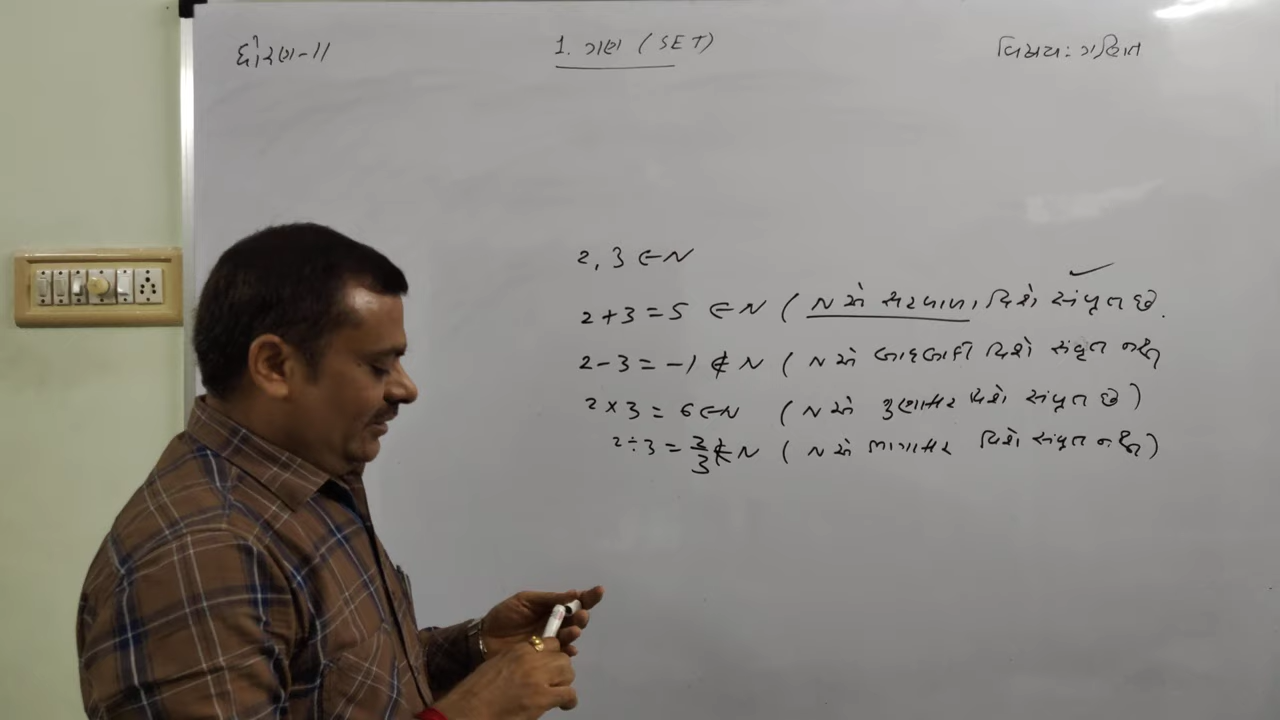 ધોરણ-11
1. ગણ (SET)
વિષય: ગણિત
2, 3 ∈ N
2+3 = 5 ∈ N ( N એ સરવાળા વિશે સંવૃત છે.
2-3 = -1 ∉ N ( N એ બાદબાકી વિશે સંવૃત નથી
2×3 = 6 ∈ N ( N એ ગુણાકાર વિશે સંવૃત છે )
2÷3 = 2/3 ∉ N ( N એ ભાગાકાર વિશે સંવૃત નથી )